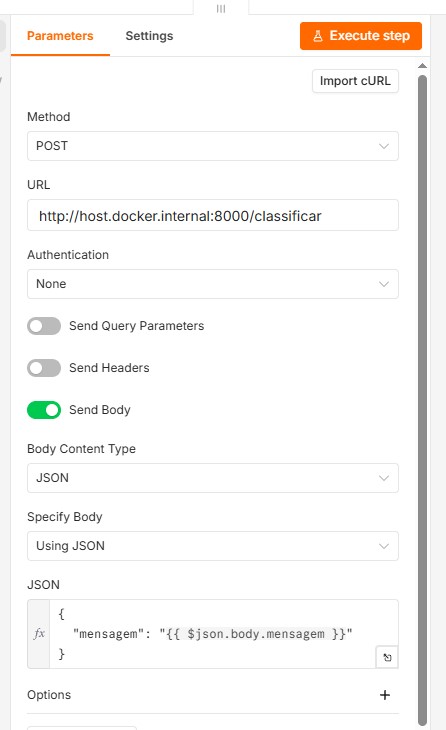 Parameters
Settings
Execute step
Import cURL
Method
POST
URL
http://host.docker.internal:8000/classificar
Authentication
None
Send Query Parameters
Send Headers
Send Body
Body Content Type
JSON
Specify Body
Using JSON
JSON
fx
{
"mensagem": "{{ $json.body.mensagem }}"
}
Options